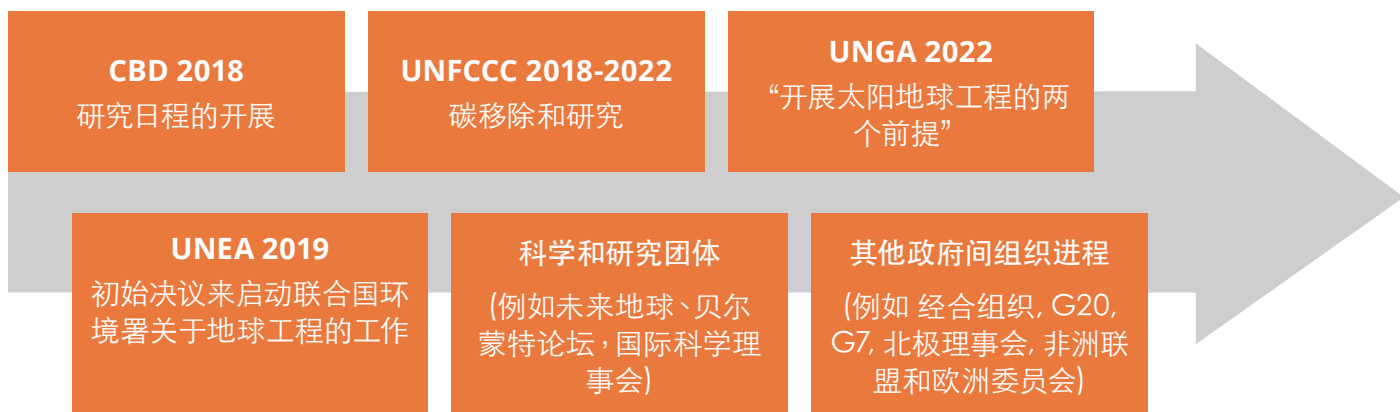 CBD 2018
研究日程的开展
UNFCCC 2018-2022
碳移除和研究
UNGA 2022
“开展太阳地球工程的两
个前提”
UNEA 2019
初始决议来启动联合国环
境署关于地球工程的工作
科学和研究团体
(例如未来地球、贝尔
蒙特论坛，国际科学理
事会)
其他政府间组织进程
(例如 经合组织, G20,
G7, 北极理事会, 非洲联
盟和欧洲委员会)